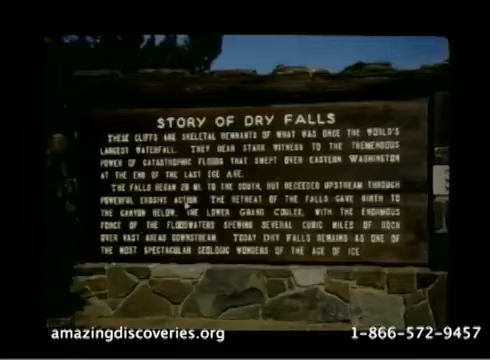 STORY OF DRY FALLS
THESE CLIFFS ARE SKELETAL REMNANTS OF WHAT WAS ONCE THE WORLD'S
LARGEST WATERFALL. THEY BEAR STARK WITNESS TO THE TREMENDOUS
POWER OF CATASTROPHIC FLOODS THAT SWEPT OVER EASTERN WASHINGTON
AT THE END OF THE LAST ICE AGE.
THE FALLS BEGAN 20 MI. TO THE SOUTH, BUT RECEEDED UPSTREAM THROUGH
POWERFUL EROSIVE ACTION. THE RETREAT OF THE FALLS GAVE BIRTH TO
THE CANYON BELOW, THE LOWER GRAND COULEE, WITH THE ENORMOUS
FORCE OF THE FLOODWATERS SPEWING SEVERAL CUBIC MILES OF ROCK
OVER VAST AREAS DOWNSTREAM. TODAY DRY FALLS REMAINS AS ONE OF
THE MOST SPECTACULAR GEOLOGIC WONDERS OF THE AGE OF ICE
amazingdiscoveries.org 1-866-572-9457